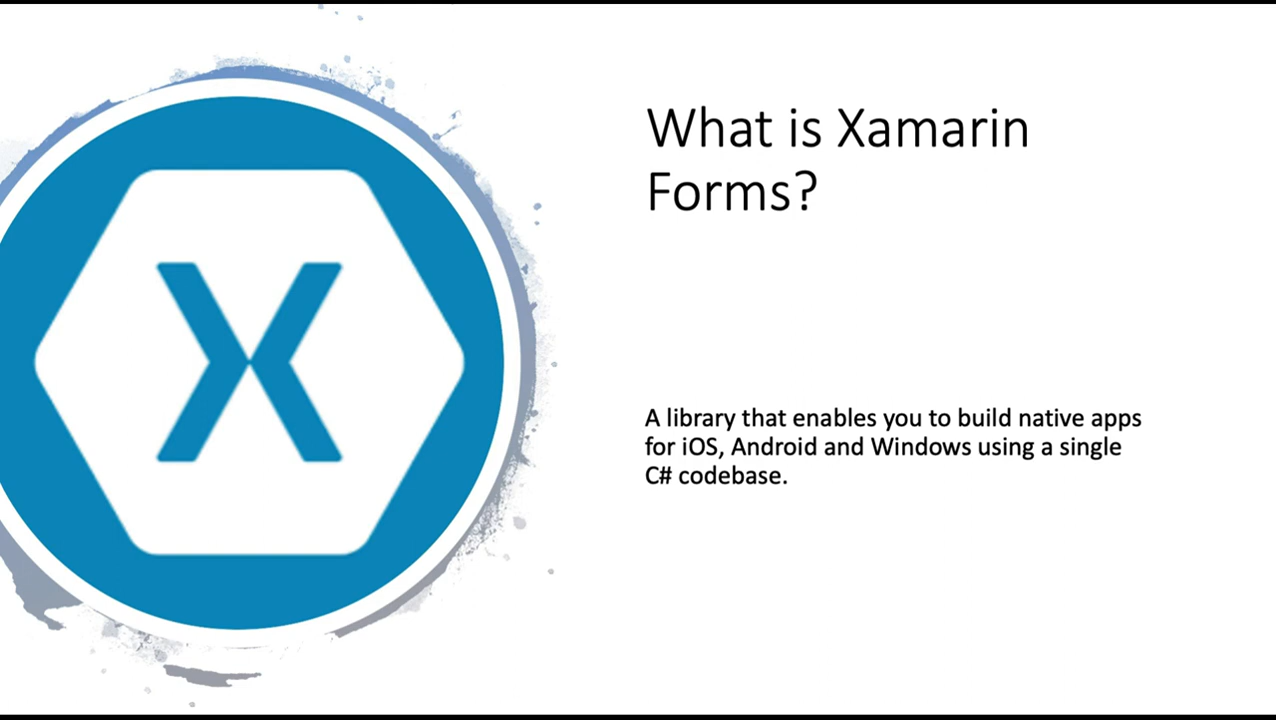 What is Xamarin
Forms?
A library that enables you to build native apps
for iOS, Android and Windows using a single
C# codebase.